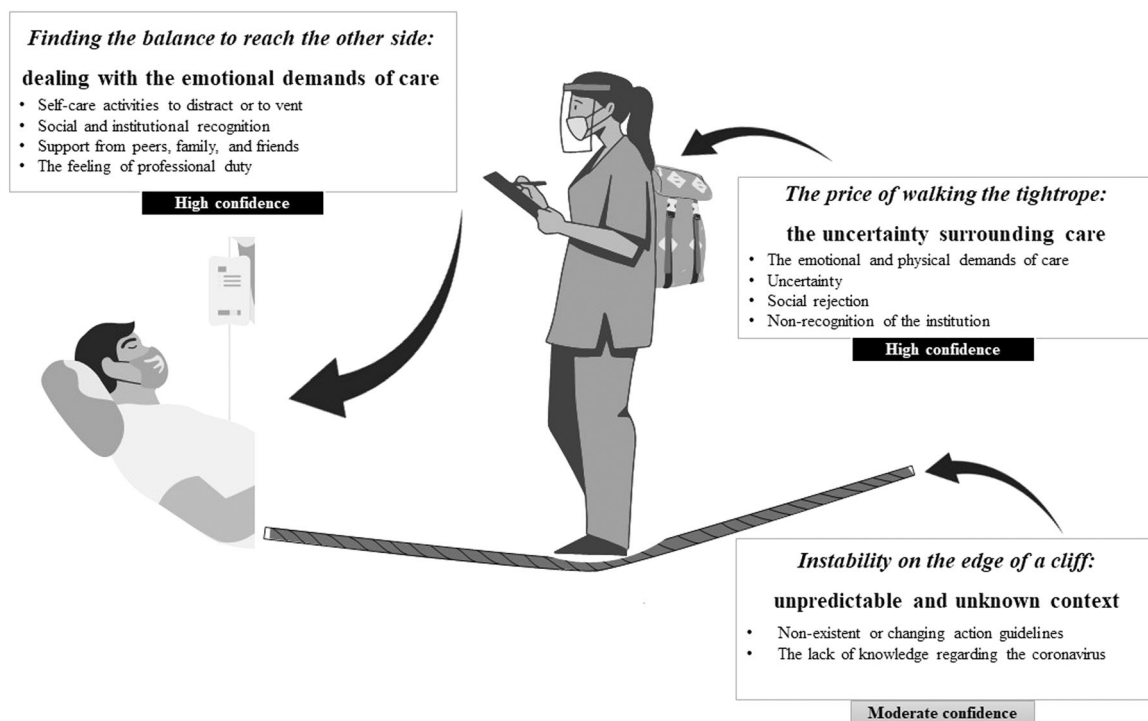 Finding the balance to reach the other side:
dealing with the emotional demands of care
• Self-care activities to distract or to vent
• Social and institutional recognition
• Support from peers, family, and friends
• The feeling of professional duty
High confidence
The price of walking the tightrope:
the uncertainty surrounding care
• The emotional and physical demands of care
• Uncertainty
• Social rejection
• Non-recognition of the institution
High confidence
Instability on the edge of a cliff:
unpredictable and unknown context
• Non-existent or changing action guidelines
• The lack of knowledge regarding the coronavirus
Moderate confidence